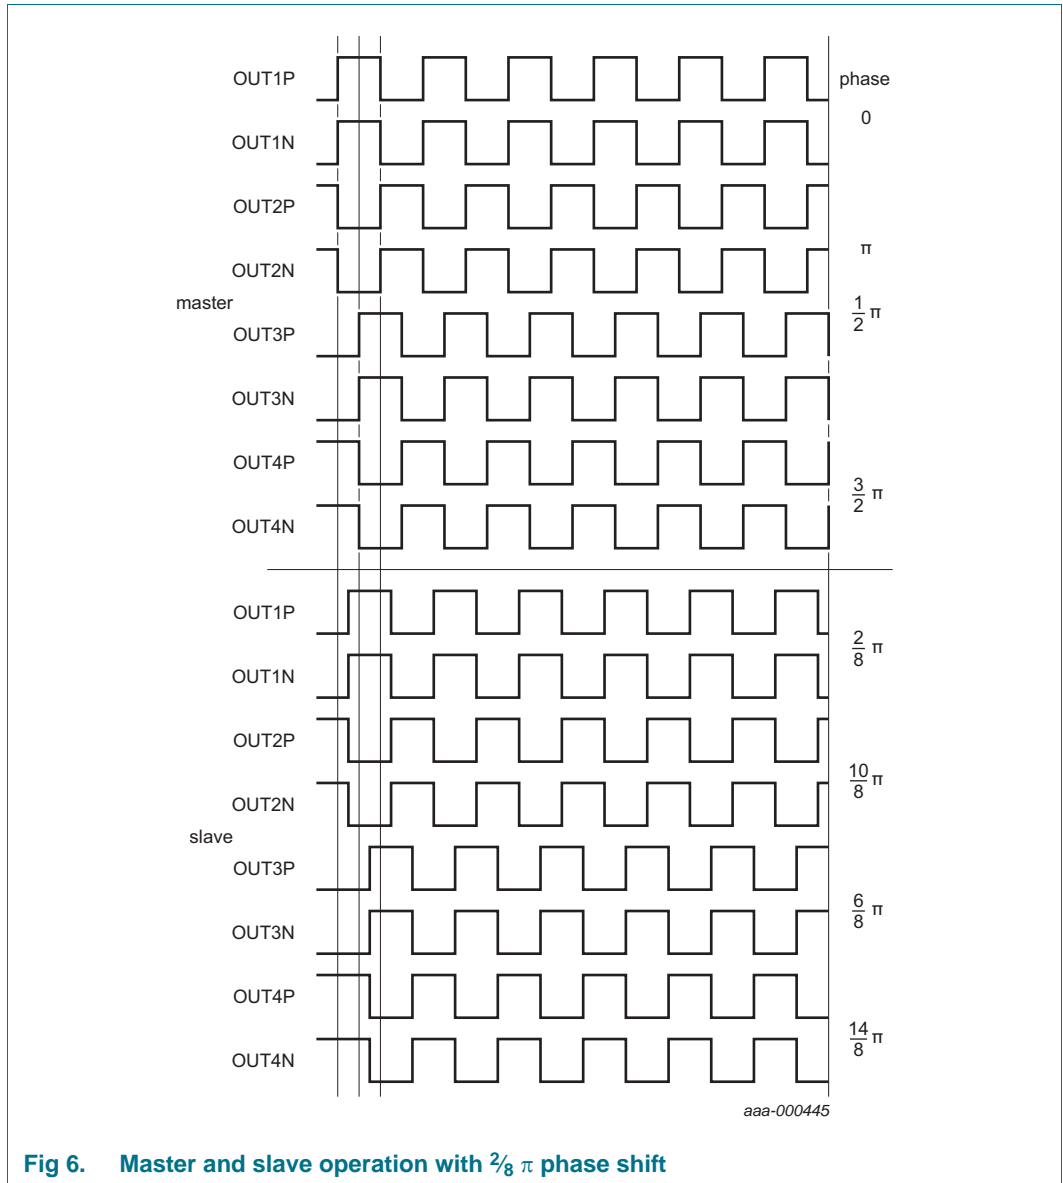 OUT1P
phase
0
OUT1N
OUT2P
π
OUT2N
master
1/2 π
OUT3P
OUT3N
OUT4P
3/2 π
OUT4N
OUT1P
2/8 π
OUT1N
OUT2P
10/8 π
OUT2N
slave
OUT3P
6/8 π
OUT3N
OUT4P
14/8 π
OUT4N
aaa-000445
Fig 6. Master and slave operation with 2⁄8 π phase shift